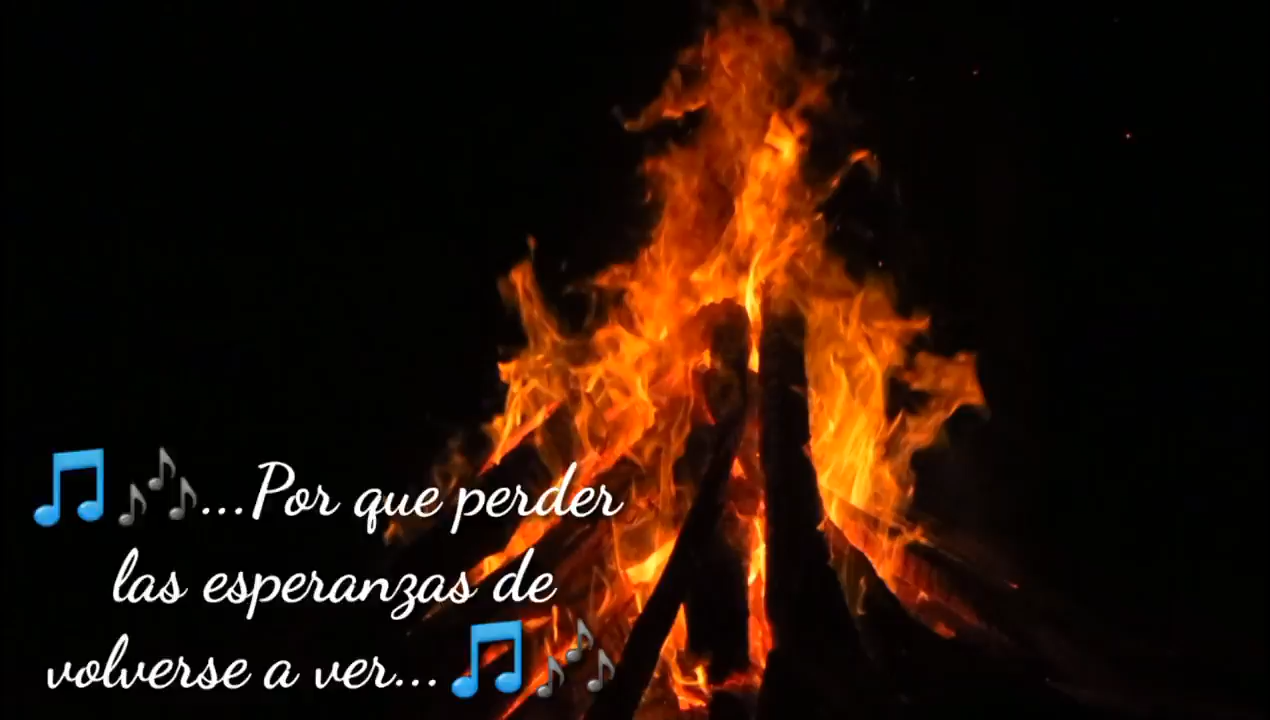 🎵🎶...Por que perder
las esperanzas de
volverse a ver...🎵🎶